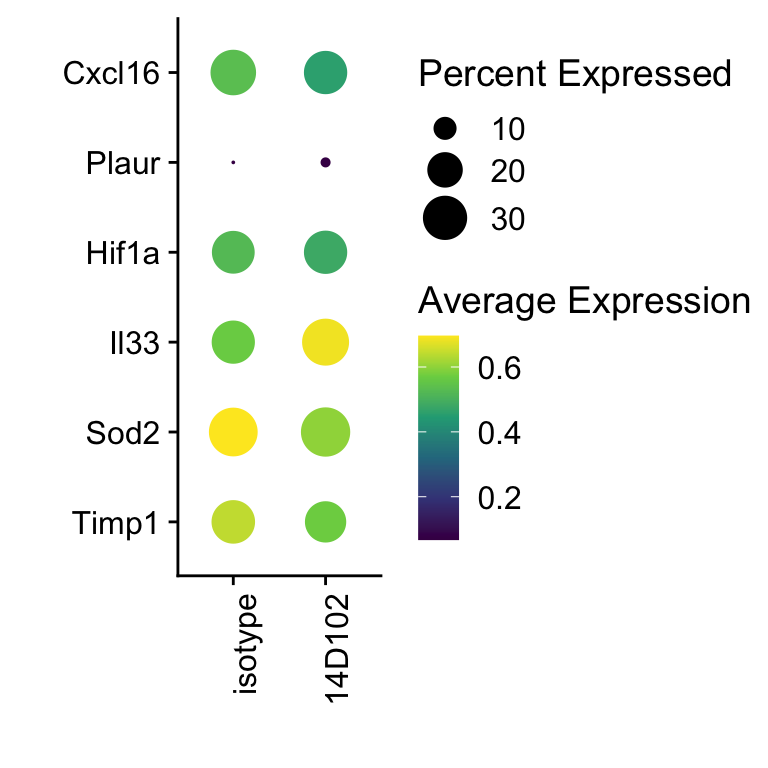 Cxcl16
Plaur
Hif1a
Il33
Sod2
Timp1
isotype
14D102
Percent Expressed
10
20
30
Average Expression
0.6
0.4
0.2